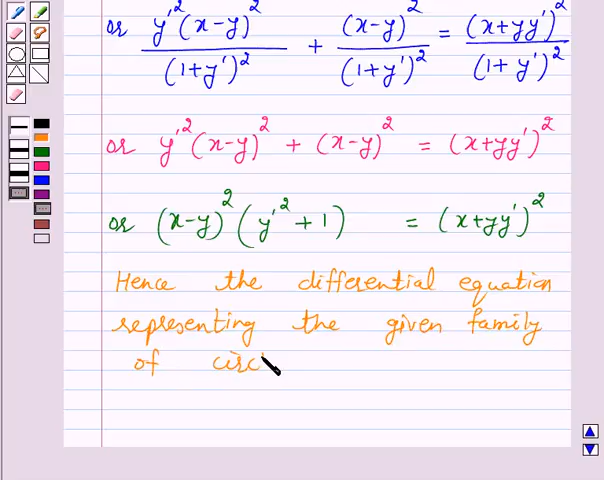 or y'²(x-y)²/(1+y')² + (x-y)²/(1+y')² = (x+yy')²/(1+y')²
or y'²(x-y)² + (x-y)² = (x+yy')²
or (x-y)²(y'²+1) = (x+yy')²
Hence the differential equation
representing the given family
of circ